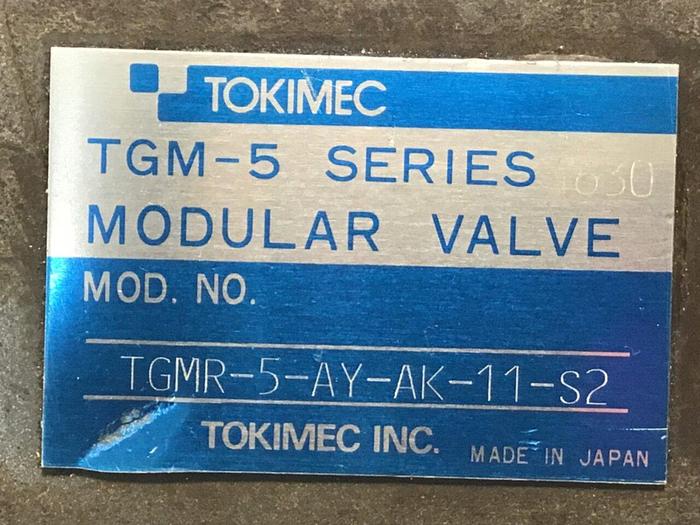 TOKIMEC
TGM-5 SERIES
MODULAR VALVE
MOD. NO.
TGMR-5-AY-AK-11-S2
TOKIMEC INC.
MADE IN JAPAN